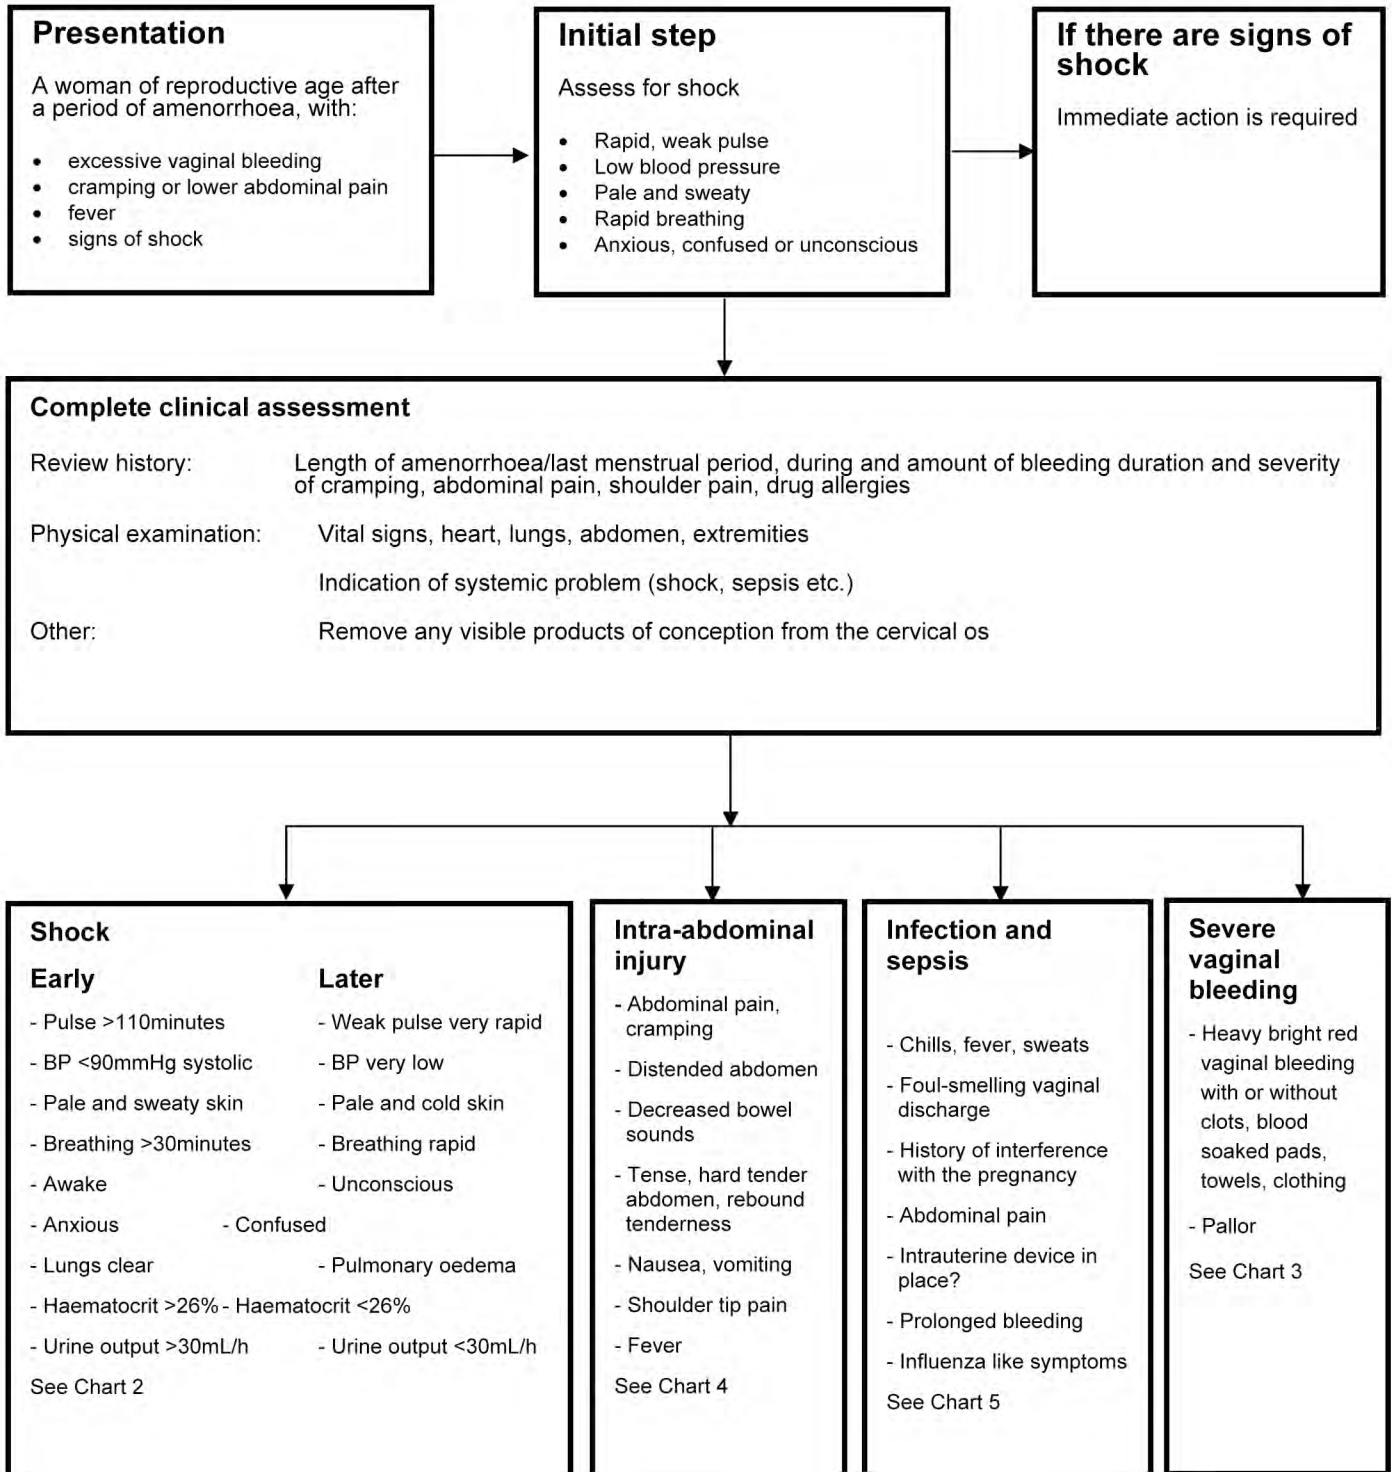 Presentation
A woman of reproductive age after
a period of amenorrhoea, with:
• excessive vaginal bleeding
• cramping or lower abdominal pain
• fever
• signs of shock
Initial step
Assess for shock
• Rapid, weak pulse
• Low blood pressure
• Pale and sweaty
• Rapid breathing
• Anxious, confused or unconscious
If there are signs of
shock
Immediate action is required
Complete clinical assessment
Review history: Length of amenorrhoea/last menstrual period, during and amount of bleeding duration and severity
of cramping, abdominal pain, shoulder pain, drug allergies
Physical examination: Vital signs, heart, lungs, abdomen, extremities
Indication of systemic problem (shock, sepsis etc.)
Other: Remove any visible products of conception from the cervical os
Shock
Early Later
- Pulse >110minutes - Weak pulse very rapid
- BP <90mmHg systolic - BP very low
- Pale and sweaty skin - Pale and cold skin
- Breathing >30minutes - Breathing rapid
- Awake - Unconscious
- Anxious - Confused
- Lungs clear - Pulmonary oedema
- Haematocrit >26% - Haematocrit <26%
- Urine output >30mL/h - Urine output <30mL/h
See Chart 2
Intra-abdominal
injury
- Abdominal pain,
cramping
- Distended abdomen
- Decreased bowel
sounds
- Tense, hard tender
abdomen, rebound
tenderness
- Nausea, vomiting
- Shoulder tip pain
- Fever
See Chart 4
Infection and
sepsis
- Chills, fever, sweats
- Foul-smelling vaginal
discharge
- History of interference
with the pregnancy
- Abdominal pain
- Intrauterine device in
place?
- Prolonged bleeding
- Influenza like symptoms
See Chart 5
Severe
vaginal
bleeding
- Heavy bright red
vaginal bleeding
with or without
clots, blood
soaked pads,
towels, clothing
- Pallor
See Chart 3